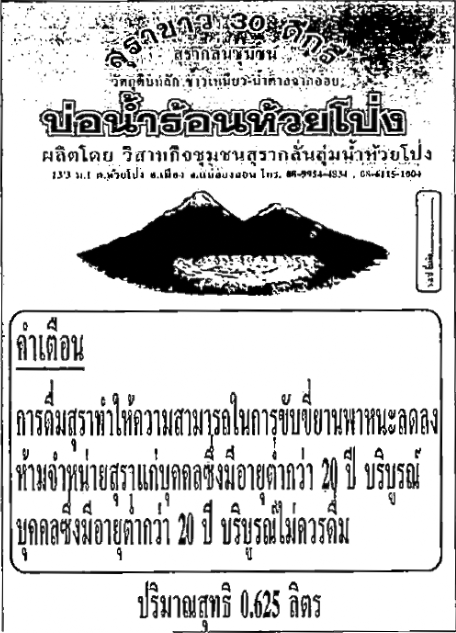 สุราขาว 30 ดีกรี
สุรากลั่นชุมชน
วัตถุดิบหลัก ข้าวเหนียว-น้ำตาลจากอ้อย
บ่อน้ำร้อนห้วยโป่ง
ผลิตโดย วิสาหกิจชุมชนสุรากลั่นลุ่มน้ำห้วยโป่ง
133 ม.1 ต.ห้วยโป่ง อ.เมือง จ.แม่ฮ่องสอน โทร.
คำเตือน
การดื่มสุราทำให้ความสามารถในการขับขี่ยานพาหนะลดลง
ห้ามจำหน่ายสุราแก่บุคคลซึ่งมีอายุต่ำกว่า 20 ปี บริบูรณ์
บุคคลซึ่งมีอายุต่ำกว่า 20 ปี บริบูรณ์ไม่ควรดื่ม
ปริมาณสุทธิ 0.625 ลิตร